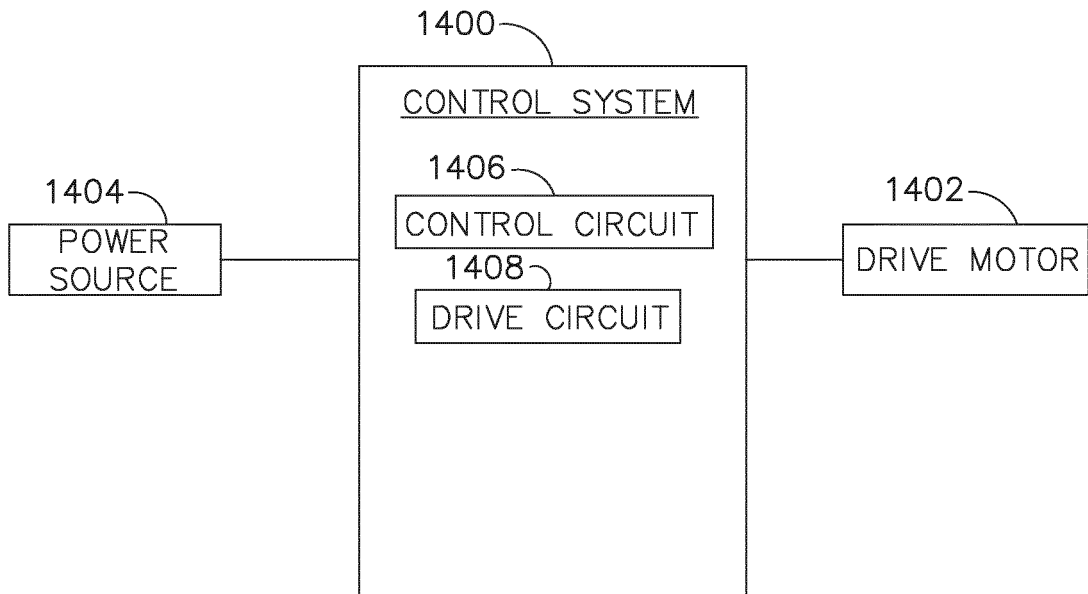 1400
CONTROL SYSTEM
1406
CONTROL CIRCUIT
1408
DRIVE CIRCUIT
1404
POWER
SOURCE
1402
DRIVE MOTOR